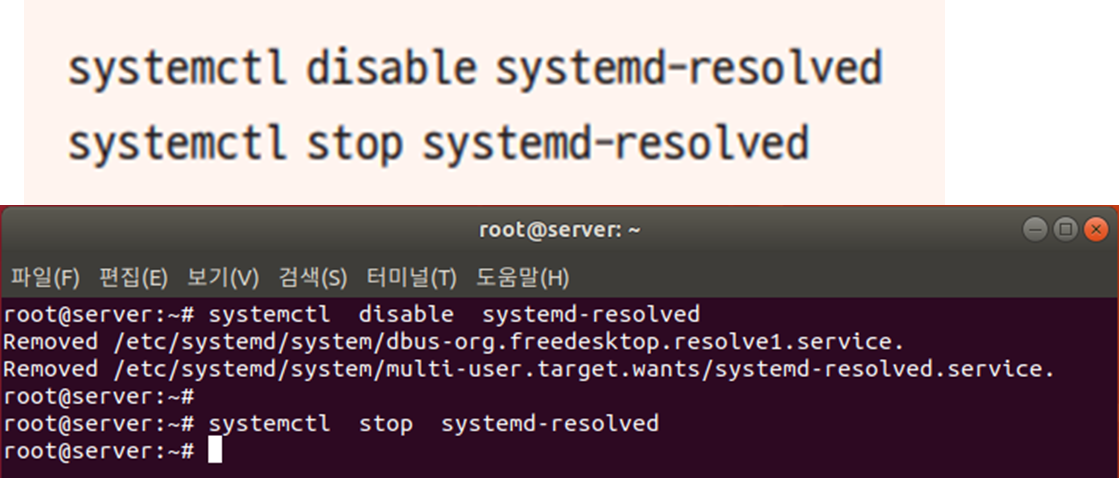 systemctl disable systemd-resolved
systemctl stop systemd-resolved
root@server: ~
파일(F) 편집(E) 보기(V) 검색(S) 터미널(T) 도움말(H)
root@server:~# systemctl  disable  systemd-resolved
Removed /etc/systemd/system/dbus-org.freedesktop.resolve1.service.
Removed /etc/systemd/system/multi-user.target.wants/systemd-resolved.service.
root@server:~#
root@server:~# systemctl  stop  systemd-resolved
root@server:~#